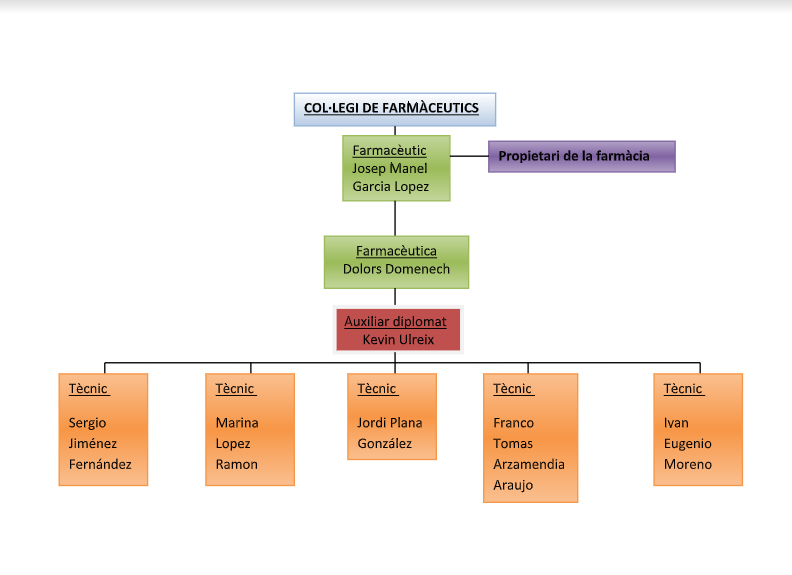 COL·LEGI DE FARMÀCEUTICS
Farmacèutic
Josep Manel
Garcia Lopez
Propietari de la farmàcia
Farmacèutica
Dolors Domenech
Auxiliar diplomat
Kevin Ulreix
Tècnic
Sergio
Jiménez
Fernández
Tècnic
Marina
Lopez
Ramon
Tècnic
Jordi Plana
González
Tècnic
Franco
Tomas
Arzamendia
Araujo
Tècnic
Ivan
Eugenio
Moreno